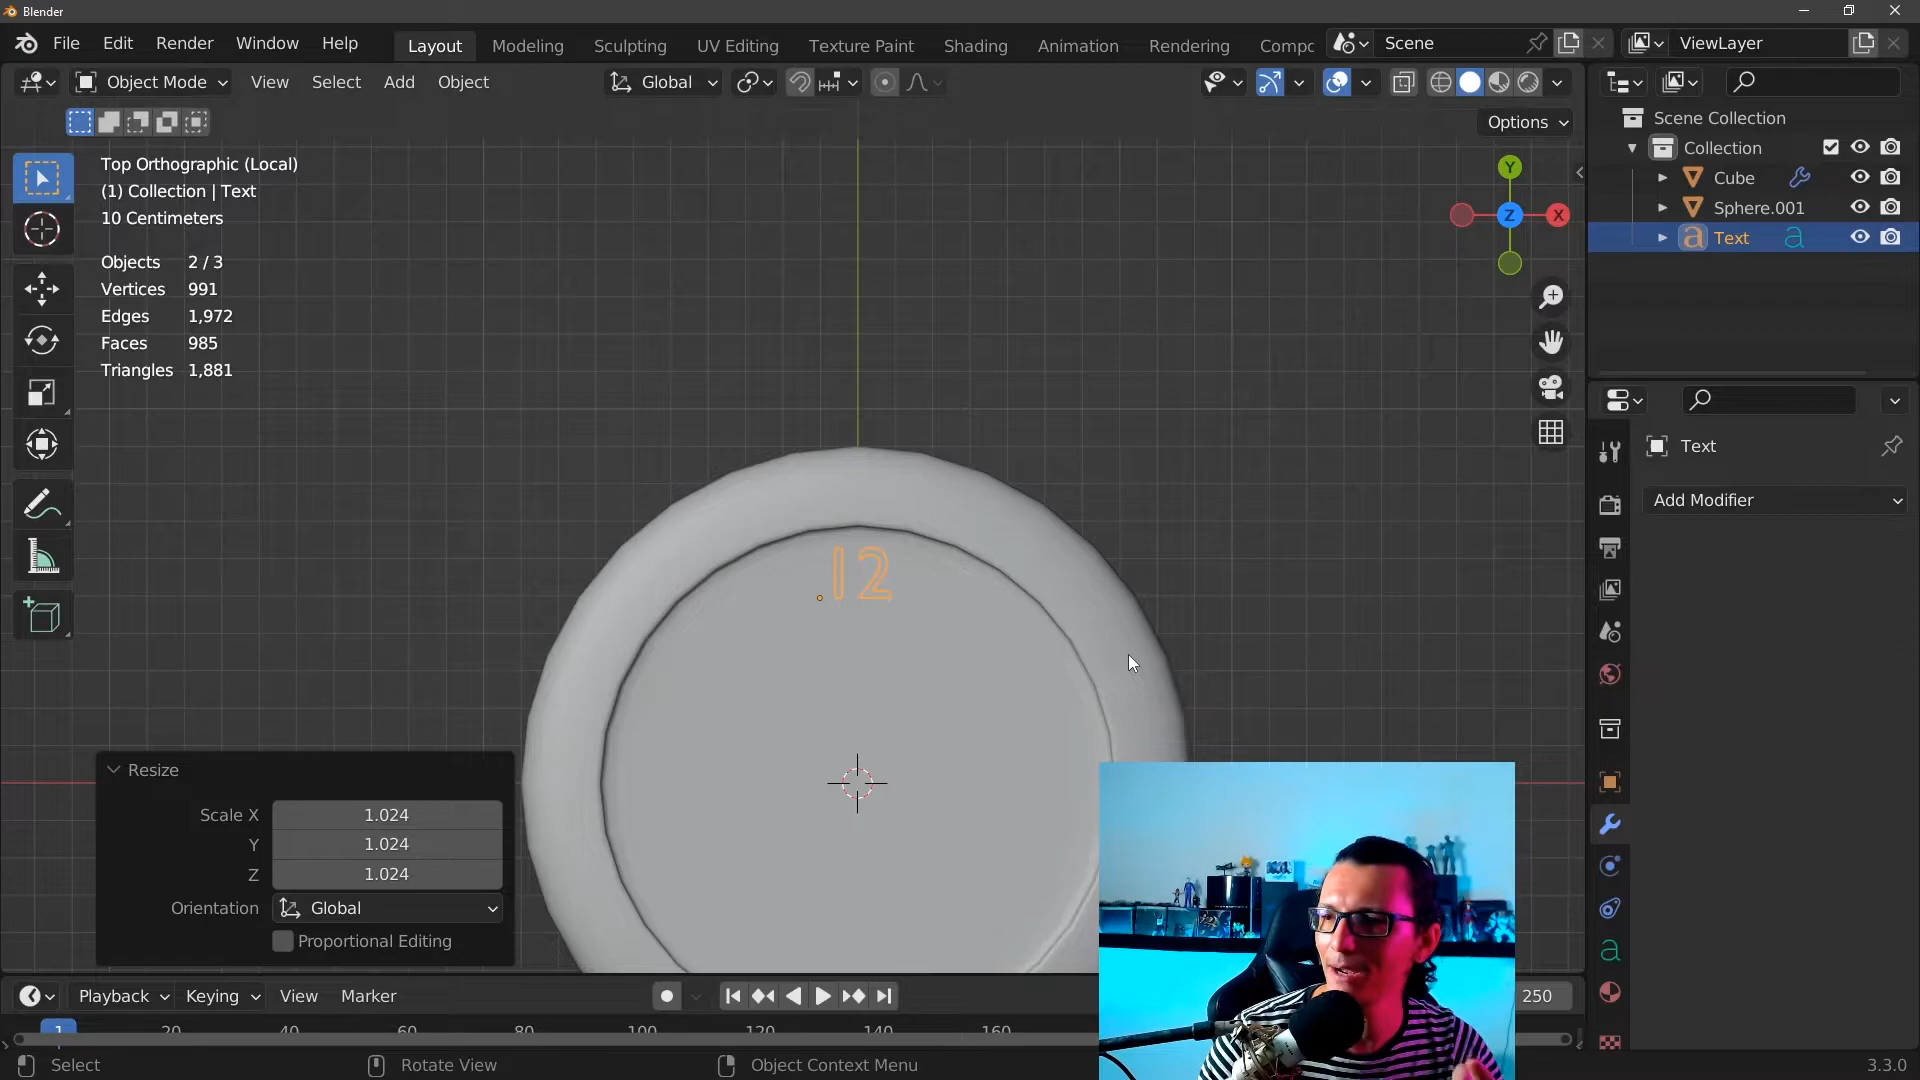 Blender
File Edit Render Window Help Layout Modeling Sculpting UV Editing Texture Paint Shading Animation Rendering Compc Scene ViewLayer
Object Mode View Select Add Object Global
Options
Top Orthographic (Local)
(1) Collection | Text
10 Centimeters
Objects 2 / 3
Vertices 991
Edges 1,972
Faces 985
Triangles 1,881
Y
Z
X
12
Scene Collection
Collection
Cube
Sphere.001
Text
Text
Add Modifier
Resize
Scale X 1.024
Y 1.024
Z 1.024
Orientation Global
Proportional Editing
Playback Keying View Marker 250
1 20 40 60 80 100 120 140 160
Select Rotate View Object Context Menu 3.3.0